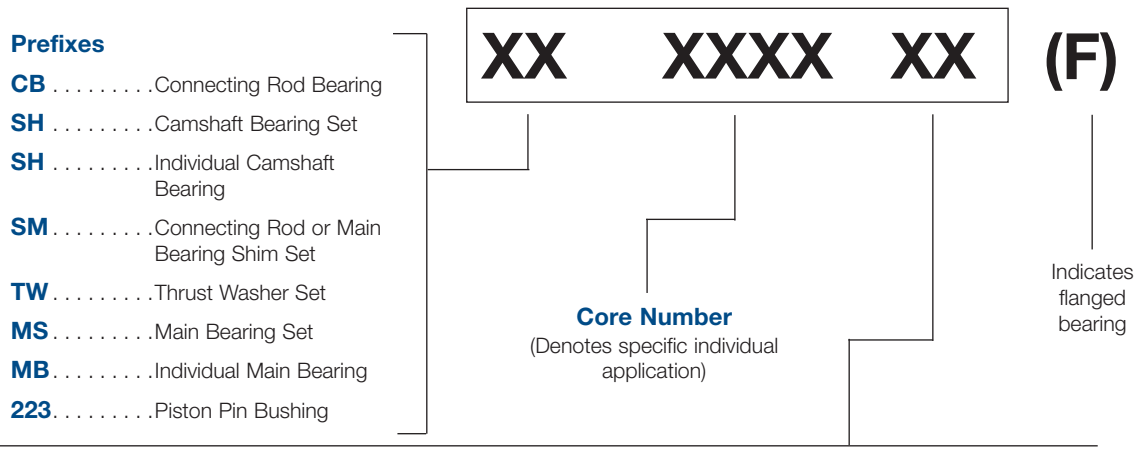 XX XXXX XX (F)
Prefixes
CB . . . . . . . . .Connecting Rod Bearing
SH . . . . . . . . .Camshaft Bearing Set
SH . . . . . . . . .Individual Camshaft
Bearing
SM . . . . . . . . .Connecting Rod or Main
Bearing Shim Set
TW . . . . . . . . .Thrust Washer Set
MS . . . . . . . . .Main Bearing Set
MB . . . . . . . . .Individual Main Bearing
223. . . . . . . . .Piston Pin Bushing
Core Number
(Denotes specific individual
application)
Indicates
flanged
bearing